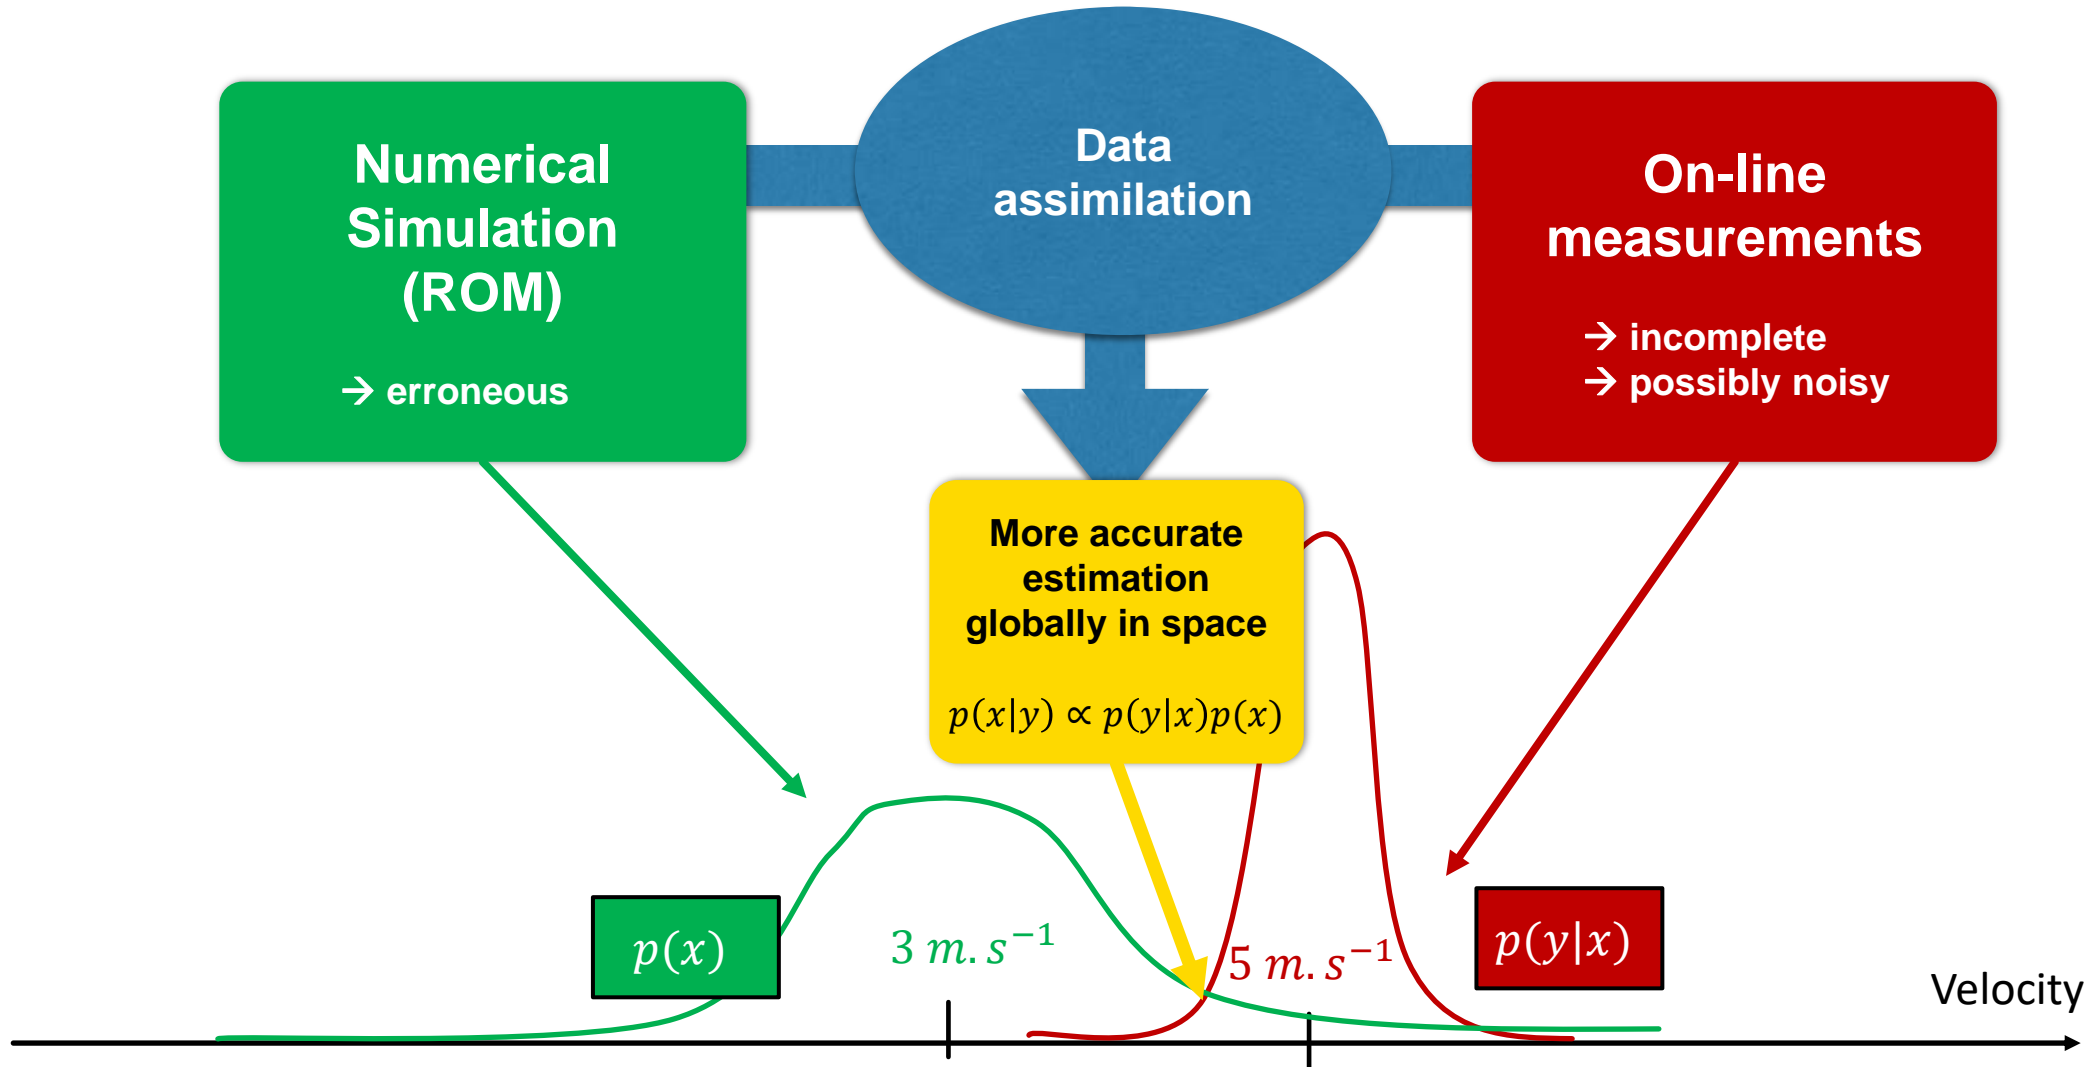 Numerical
Simulation
(ROM)
→ erroneous
Data
assimilation
On-line
measurements
→ incomplete
→ possibly noisy
More accurate
estimation
globally in space
p(x|y) ∝ p(y|x)p(x)
p(x)
3 m.s⁻¹
5 m.s⁻¹
p(y|x)
Velocity